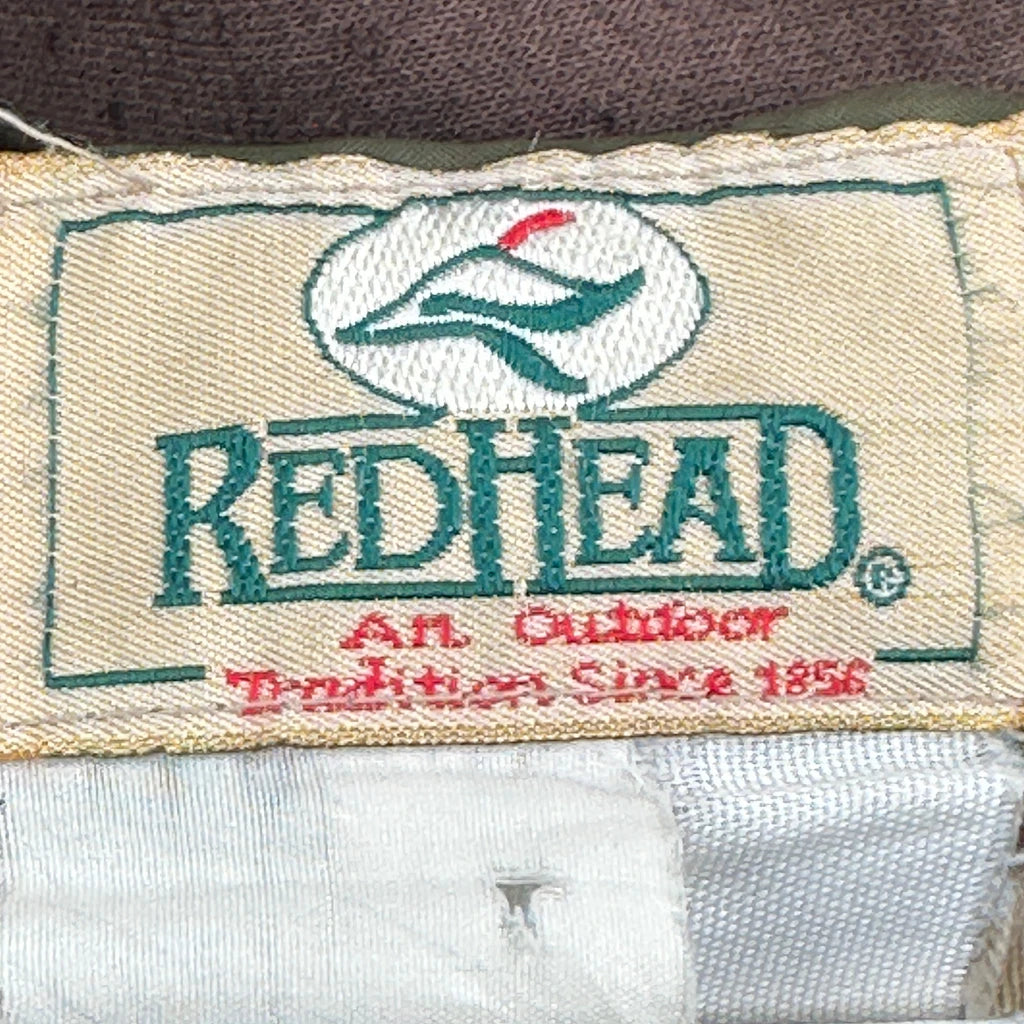 REDHEAD®
An Outdoor
Tradition Since 1856